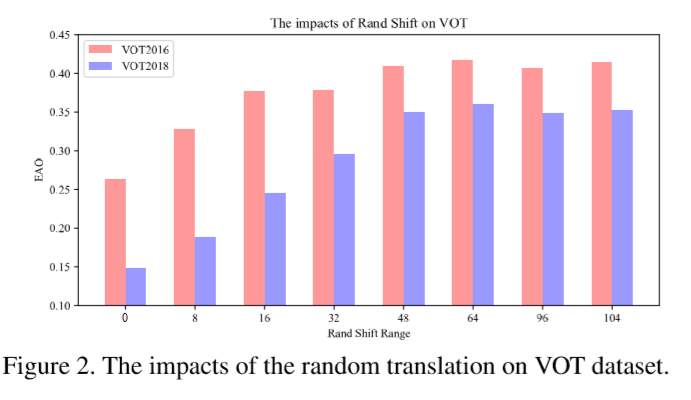 The impacts of Rand Shift on VOT
VOT2016
VOT2018
EAO
0.45
0.40
0.35
0.30
0.25
0.20
0.15
0.10
0 8 16 32 48 64 96 104
Rand Shift Range
Figure 2. The impacts of the random translation on VOT dataset.